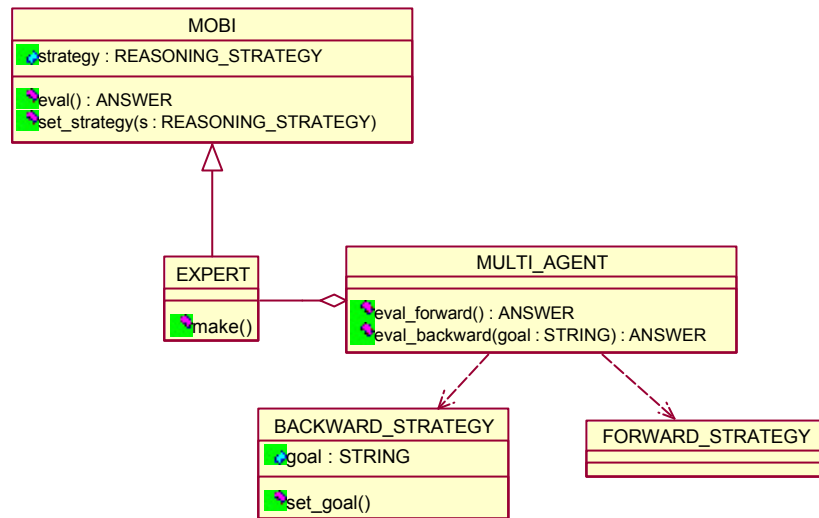 MOBI
strategy : REASONING_STRATEGY
eval() : ANSWER
set_strategy(s : REASONING_STRATEGY)
EXPERT
make()
MULTI_AGENT
eval_forward() : ANSWER
eval_backward(goal : STRING) : ANSWER
BACKWARD_STRATEGY
goal : STRING
set_goal()
FORWARD_STRATEGY